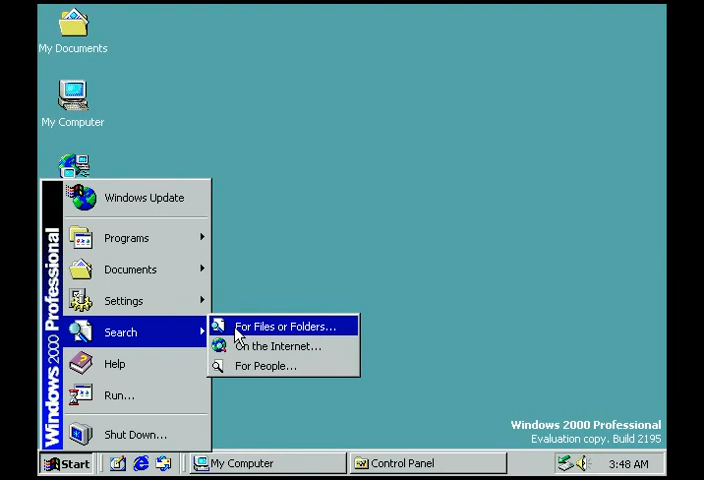 My Documents
My Computer
Windows Update
Programs
Documents
Settings
Search
Help
Run...
Shut Down...
Windows 2000 Professional
For Files or Folders...
On the Internet...
For People...
Windows 2000 Professional
Evaluation copy. Build 2195
Start
My Computer
Control Panel
3:48 AM